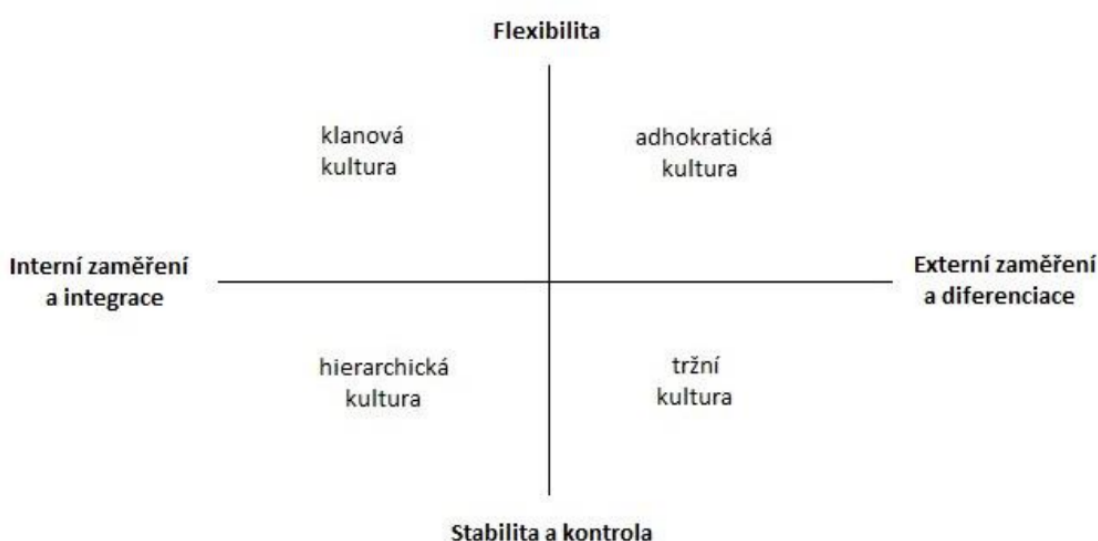 Flexibilita
klanová
kultura
adhokratická
kultura
Interní zaměření
a integrace
Externí zaměření
a diferenciace
hierarchická
kultura
tržní
kultura
Stabilita a kontrola